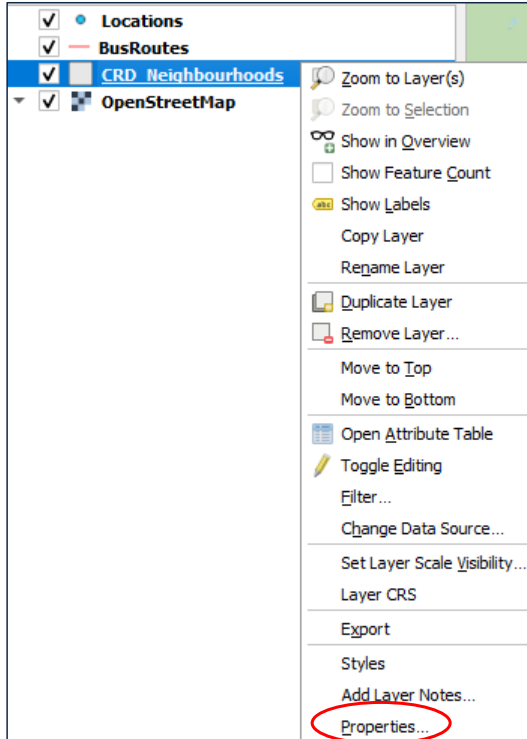 Locations
BusRoutes
CRD_Neighbourhoods
OpenStreetMap
Zoom to Layer(s)
Zoom to Selection
Show in Overview
Show Feature Count
abc Show Labels
Copy Layer
Rename Layer
Duplicate Layer
Remove Layer...
Move to Top
Move to Bottom
Open Attribute Table
Toggle Editing
Filter...
Change Data Source...
Set Layer Scale Visibility...
Layer CRS
Export
Styles
Add Layer Notes...
Properties...